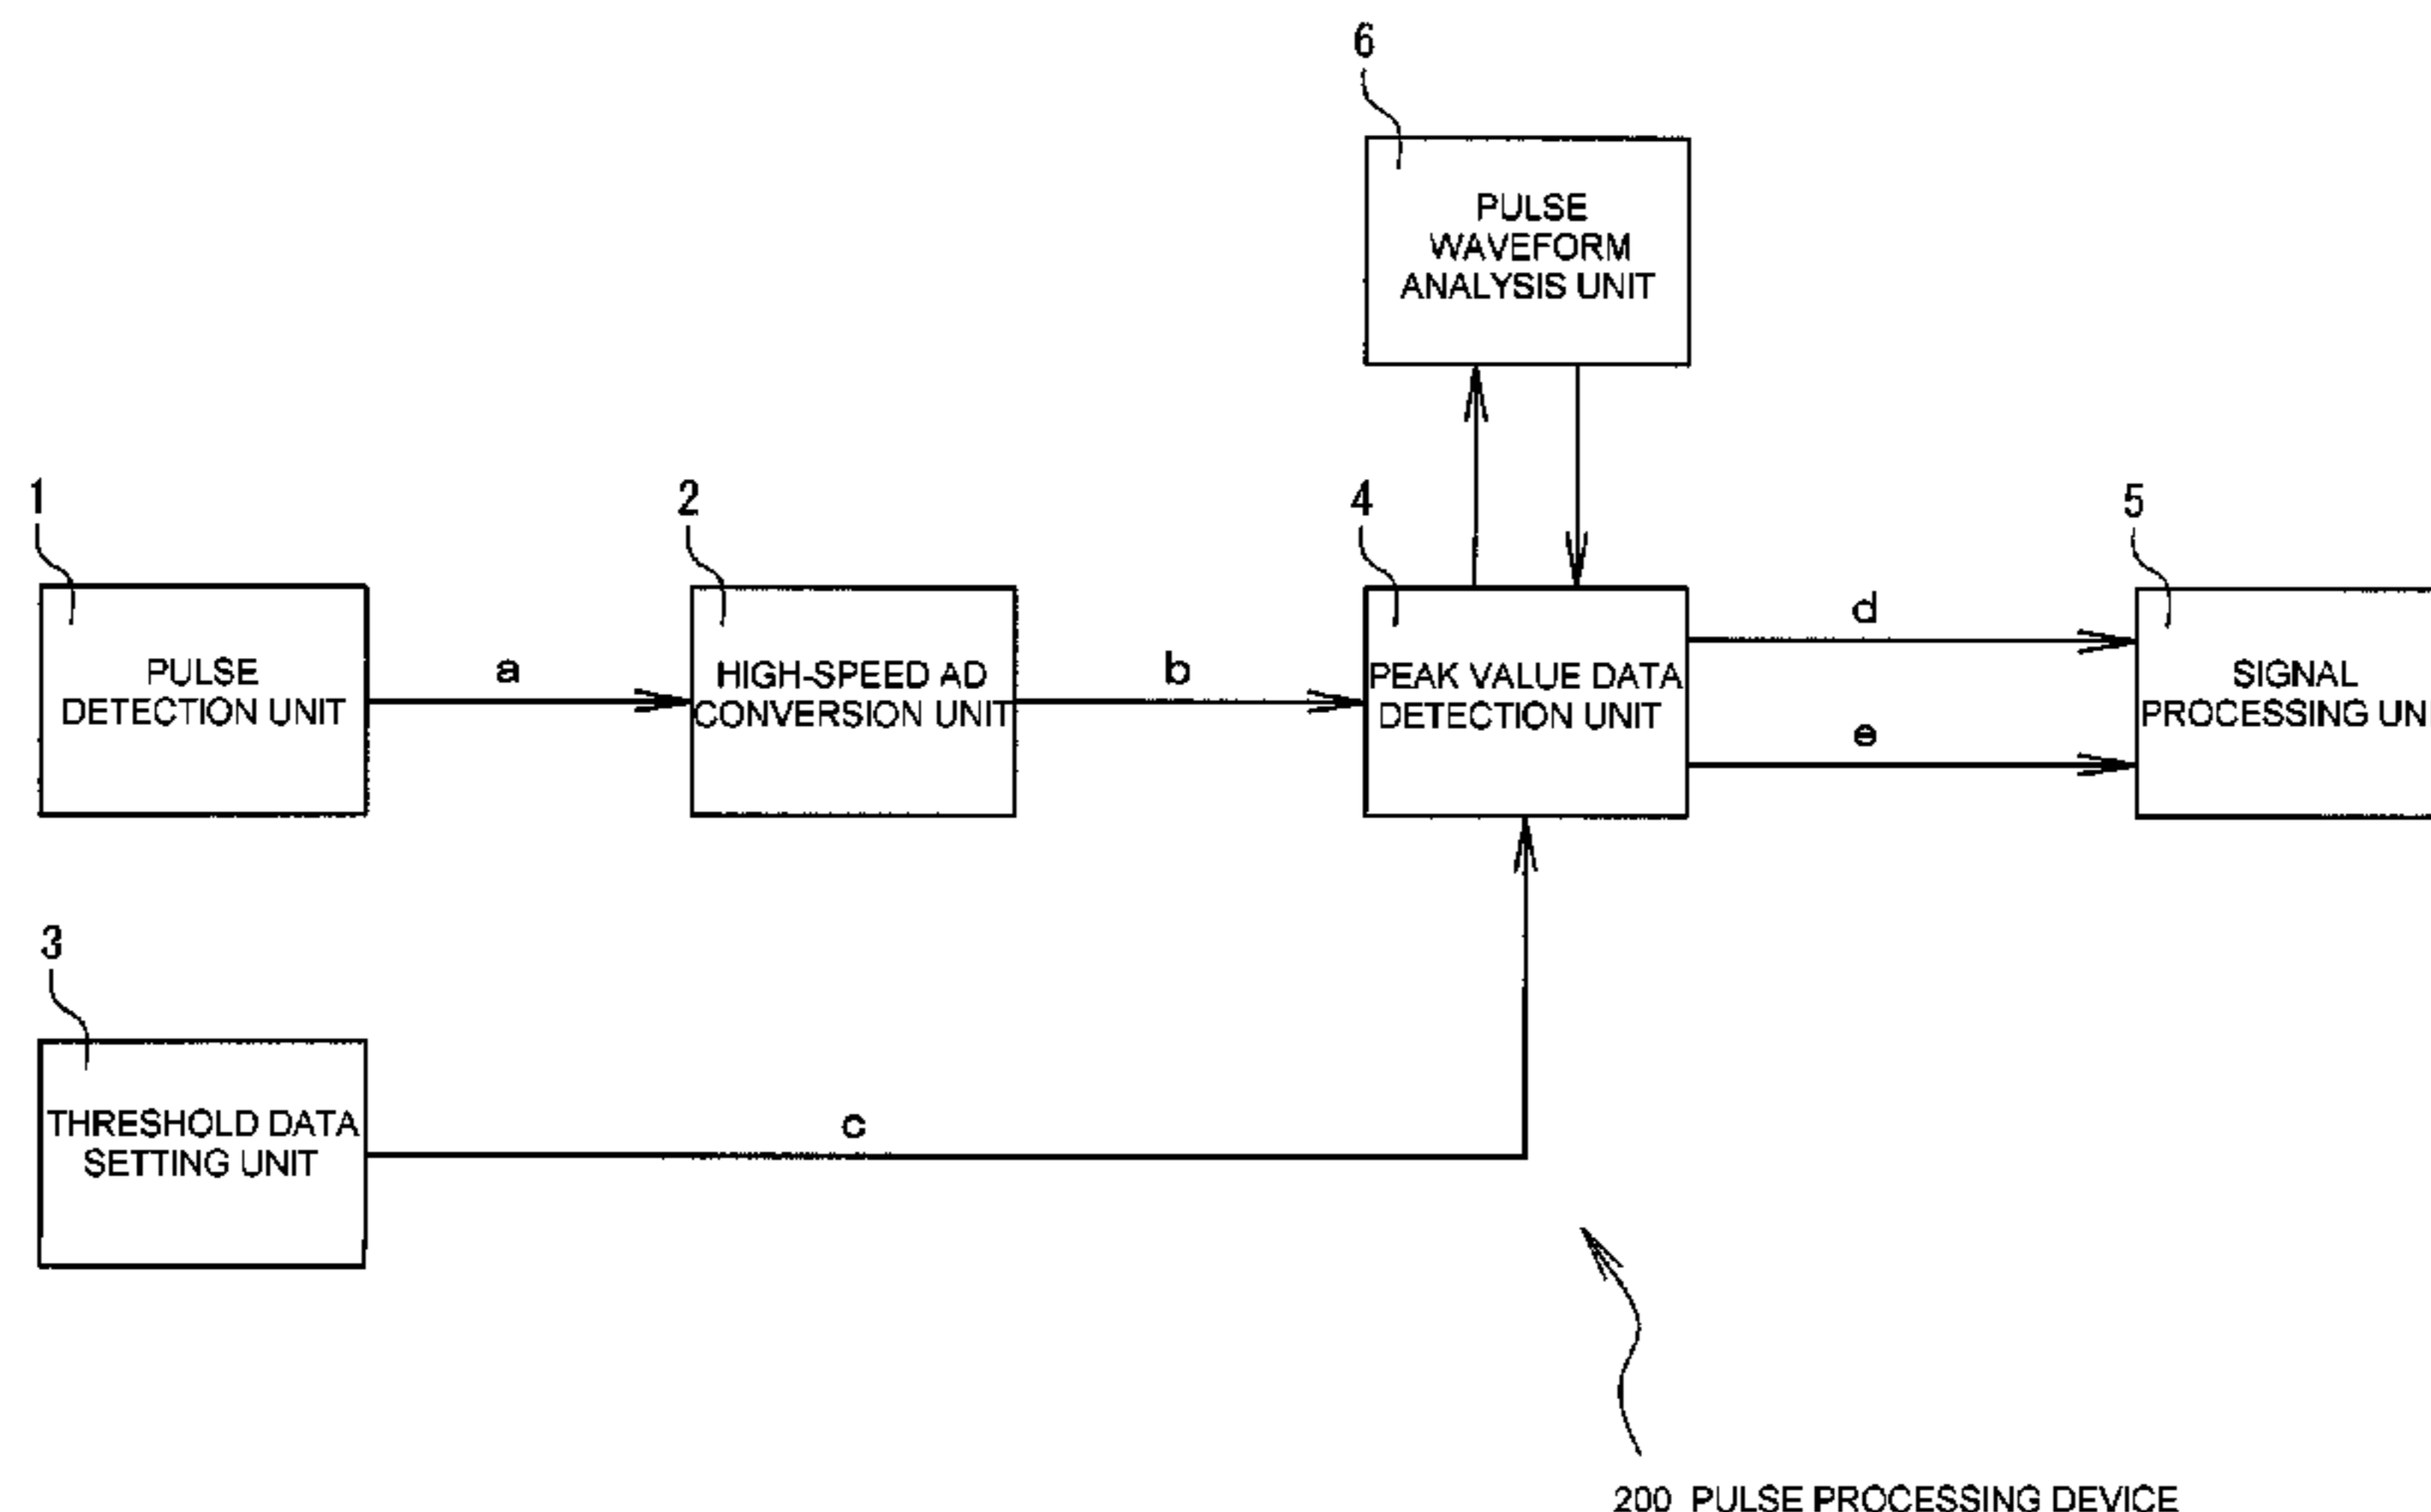 6
PULSE
WAVEFORM
ANALYSIS UNIT
1
2
4
5
PULSE
DETECTION UNIT
a
HIGH-SPEED AD
CONVERSION UNIT
b
PEAK VALUE DATA
DETECTION UNIT
d
e
SIGNAL
PROCESSING
3
THRESHOLD DATA
SETTING UNIT
c
200 PULSE PROCESSING DEVICE